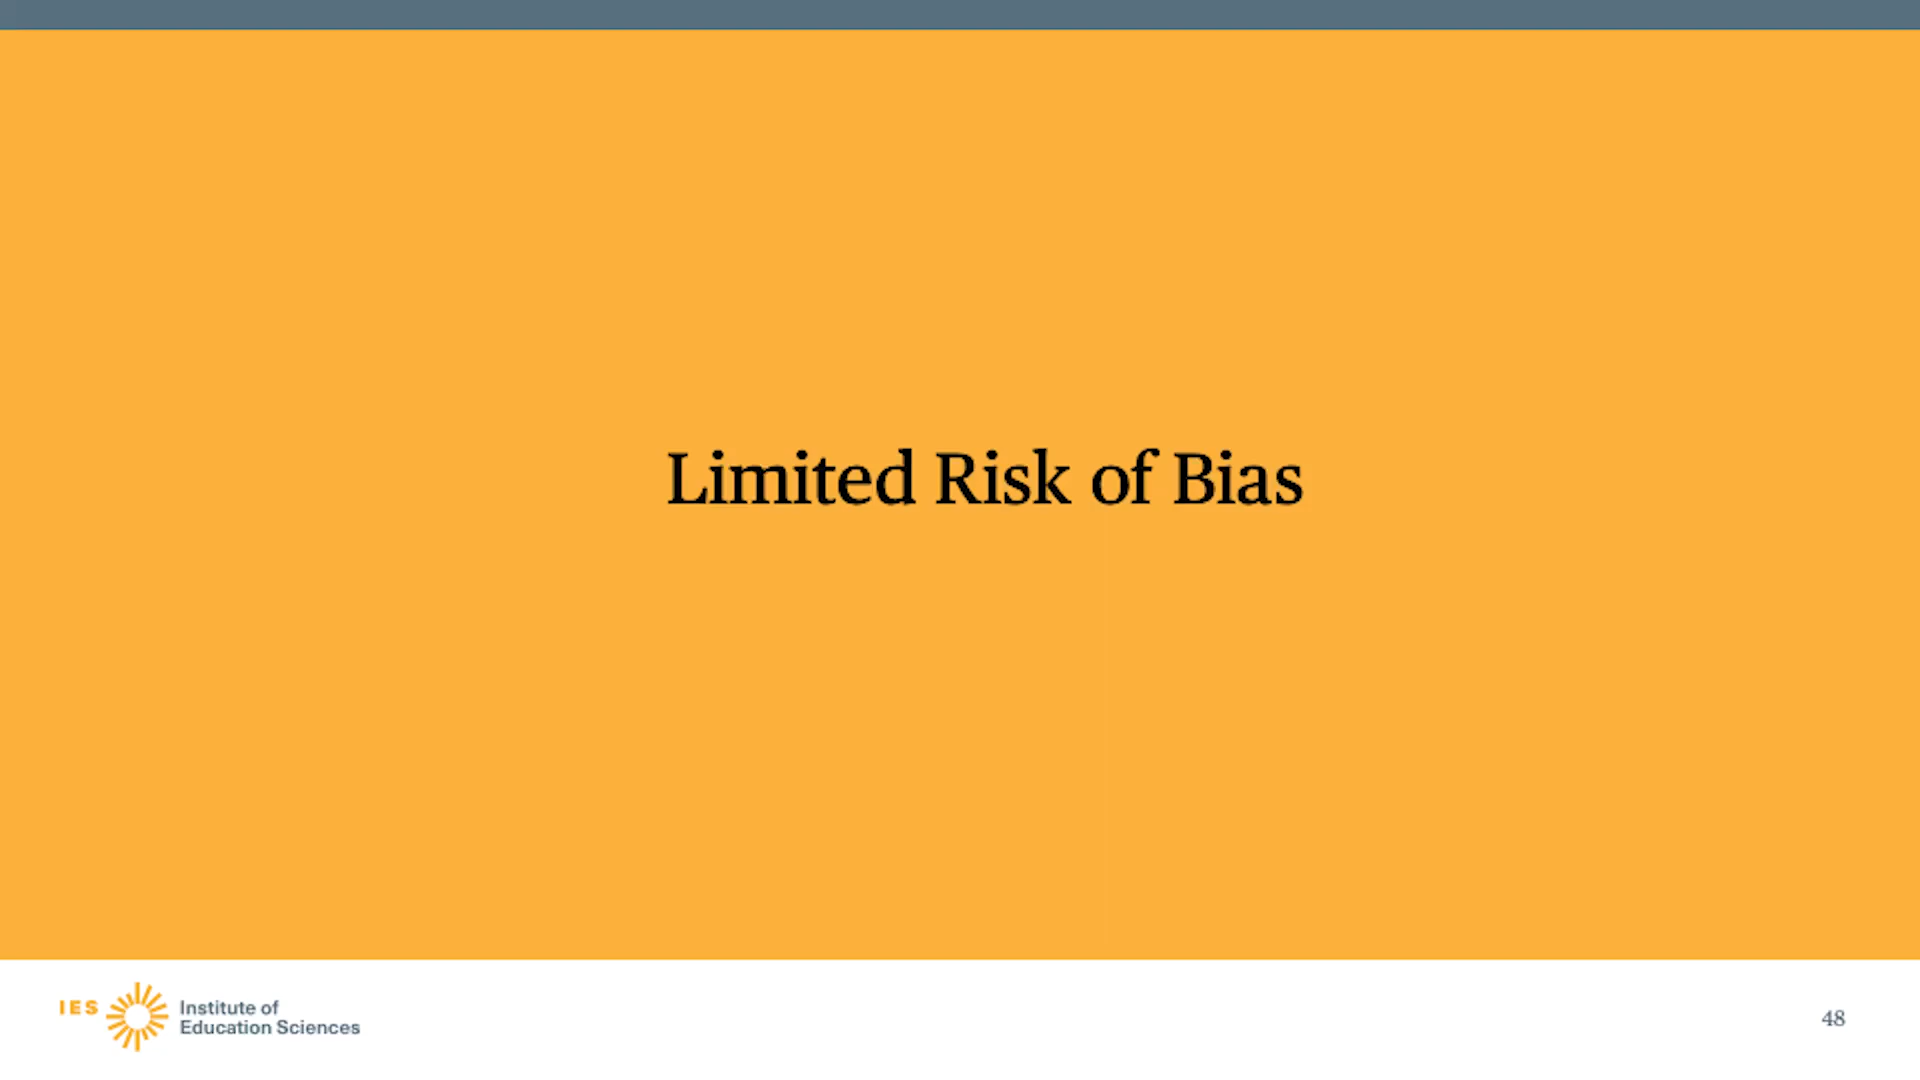 Limited Risk of Bias
IES
Institute of
Education Sciences
48